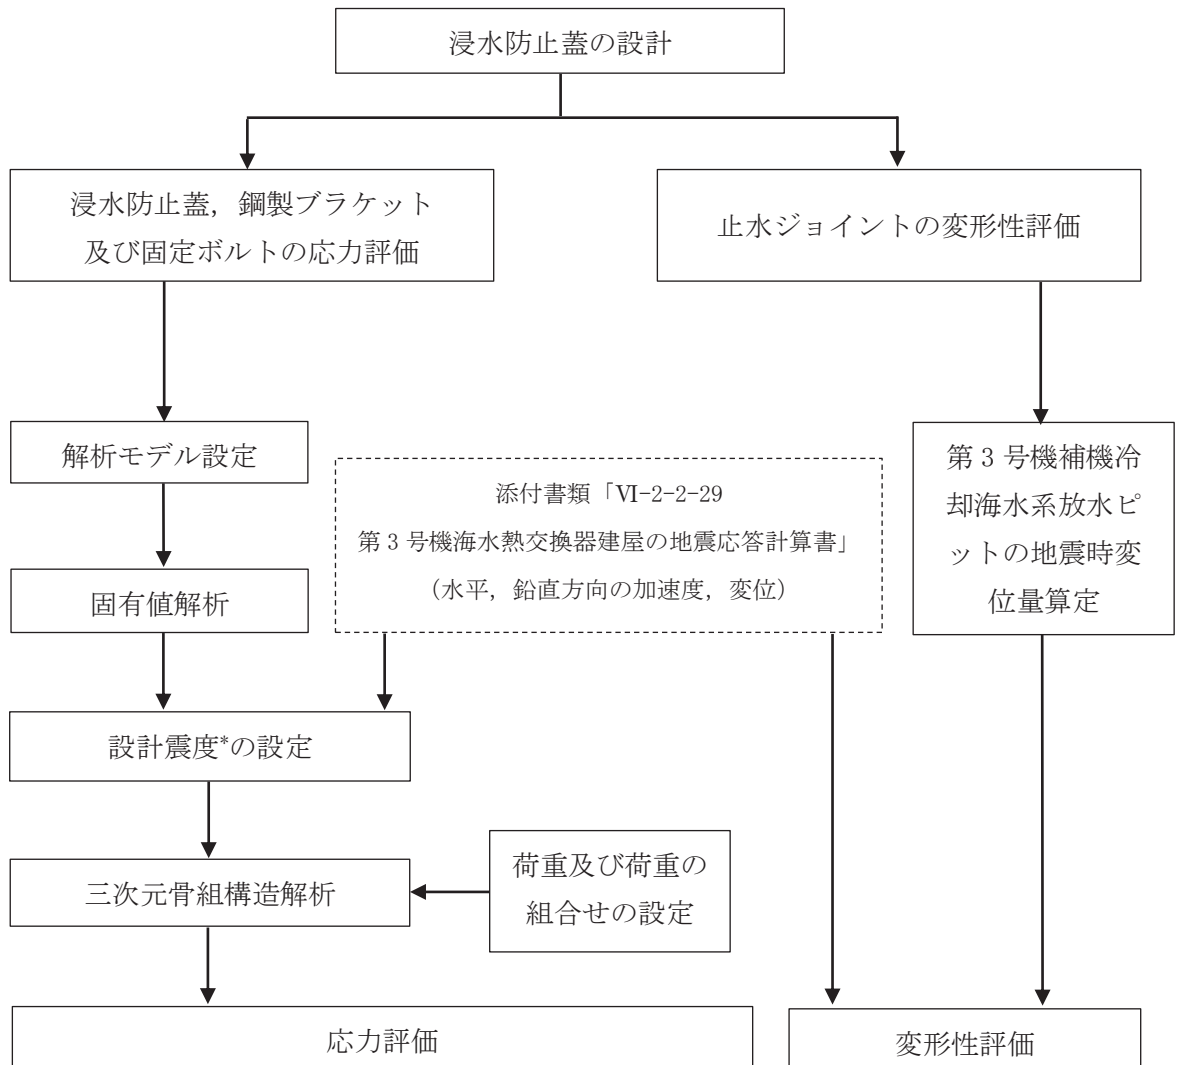 浸水防止蓋の設計
浸水防止蓋，鋼製ブラケット
及び固定ボルトの応力評価
止水ジョイントの変形性評価
解析モデル設定
添付書類「Ⅵ-2-2-29
第３号機海水熱交換器建屋の地震応答計算書」
（水平，鉛直方向の加速度，変位）
第３号機補機冷
却海水系放水ピ
ットの地震時変
位量算定
固有値解析
設計震度*の設定
三次元骨組構造解析
荷重及び荷重の
組合せの設定
応力評価
変形性評価